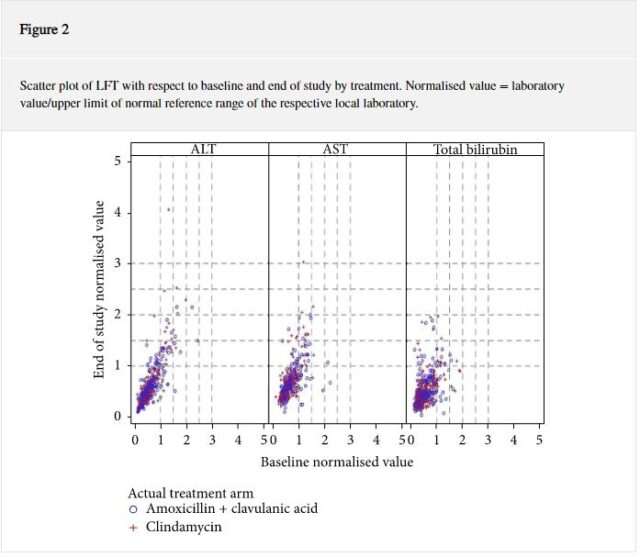 Figure 2
Scatter plot of LFT with respect to baseline and end of study by treatment. Normalised value = laboratory
value/upper limit of normal reference range of the respective local laboratory.
ALT AST Total bilirubin
5
4
3
2
1
0
End of study normalised value
0 1 2 3 4 5 0 1 2 3 4 5 0 1 2 3 4 5
Baseline normalised value
Actual treatment arm
Amoxicillin + clavulanic acid
Clindamycin